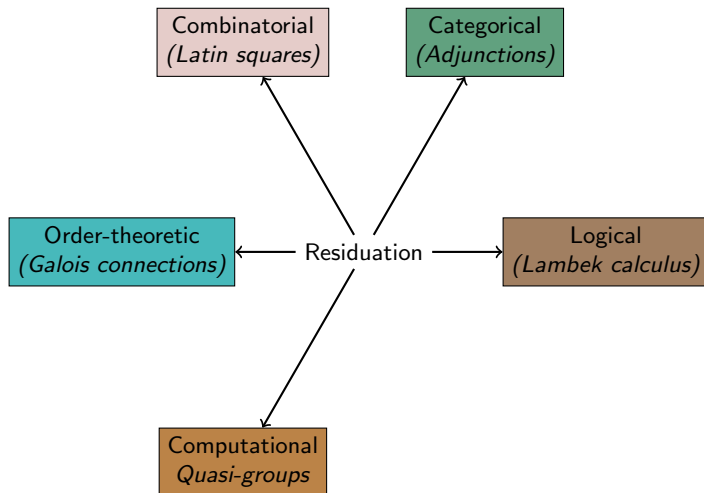 Combinatorial
(Latin squares)
Categorical
(Adjunctions)
Order-theoretic
(Galois connections)
Residuation
Logical
(Lambek calculus)
Computational
Quasi-groups